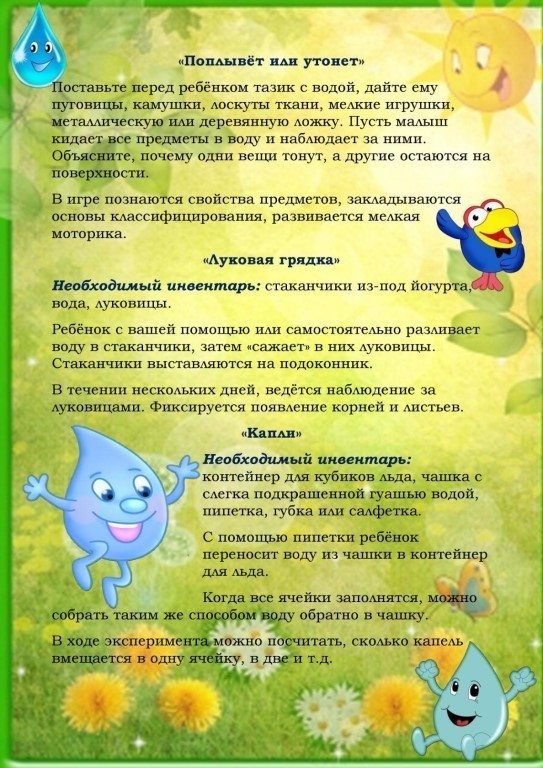 «Поплывёт или утонет»
Поставьте перед ребёнком тазик с водой, дайте ему
пуговицы, камушки, лоскуты ткани, мелкие игрушки,
металлическую или деревянную ложку. Пусть малыш
кидает все предметы в воду и наблюдает за ними.
Объясните, почему одни вещи тонут, а другие остаются на
поверхности.
В игре познаются свойства предметов, закладываются
основы классифицирования, развивается мелкая
моторика.
«Луковая грядка»
Необходимый инвентарь: стаканчики из-под йогурта,
вода, луковицы.
Ребёнок с вашей помощью или самостоятельно разливает
воду в стаканчики, затем «сажает» в них луковицы.
Стаканчики выставляются на подоконник.
В течении нескольких дней, ведётся наблюдение за
луковицами. Фиксируется появление корней и листьев.
«Капли»
Необходимый инвентарь:
контейнер для кубиков льда, чашка с
слегка подкрашенной гуашью водой,
пипетка, губка или салфетка.
С помощью пипетки ребёнок
переносит воду из чашки в контейнер
для льда.
Когда все ячейки заполнятся, можно
собрать таким же способом воду обратно в чашку.
В ходе эксперимента можно посчитать, сколько капель
вмещается в одну ячейку, в две и т.д.